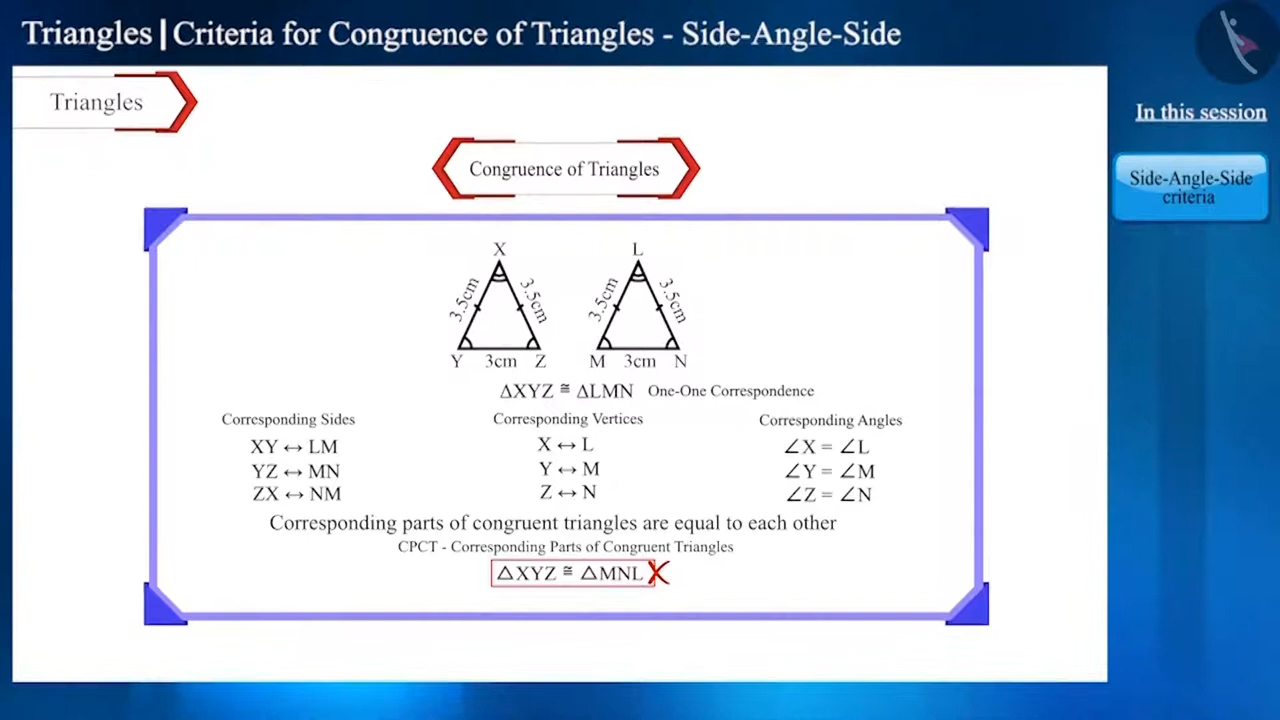 Triangles | Criteria for Congruence of Triangles - Side-Angle-Side
Triangles
In this session
Side-Angle-Side
criteria
Congruence of Triangles
X
L
3.5cm 3.5cm 3.5cm 3.5cm
Y 3cm Z M 3cm N
ΔXYZ ≅ ΔLMN One-One Correspondence
Corresponding Sides
XY ↔ LM
YZ ↔ MN
ZX ↔ NM
Corresponding Vertices
X ↔ L
Y ↔ M
Z ↔ N
Corresponding Angles
∠X = ∠L
∠Y = ∠M
∠Z = ∠N
Corresponding parts of congruent triangles are equal to each other
CPCT - Corresponding Parts of Congruent Triangles
△XYZ ≅ △MNL X